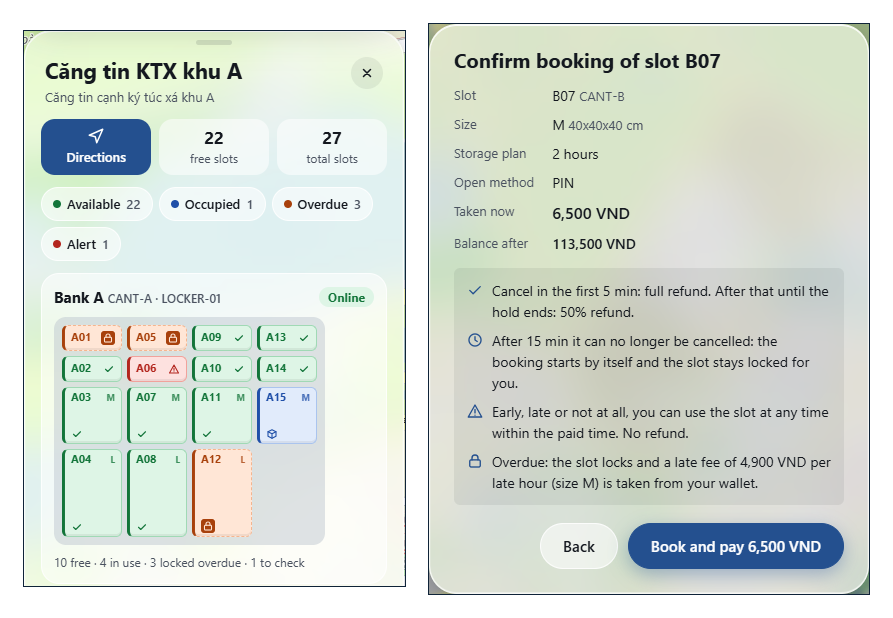 Căng tin KTX khu A
Căng tin cạnh ký túc xá khu A
Directions
22
free slots
27
total slots
Available 22
Occupied 1
Overdue 3
Alert 1
Bank A CANT-A · LOCKER-01
Online
A01
A05
A09
A13
A02
A06
A10
A14
A03 M
A07 M
A11 M
A15 M
A04 L
A08 L
A12 L
10 free · 4 in use · 3 locked overdue · 1 to check
Confirm booking of slot B07
Slot B07 CANT-B
Size M 40x40x40 cm
Storage plan 2 hours
Open method PIN
Taken now 6,500 VND
Balance after 113,500 VND
Cancel in the first 5 min: full refund. After that until the
hold ends: 50% refund.
After 15 min it can no longer be cancelled: the
booking starts by itself and the slot stays locked for
you.
Early, late or not at all, you can use the slot at any time
within the paid time. No refund.
Overdue: the slot locks and a late fee of 4,900 VND per
late hour (size M) is taken from your wallet.
Back
Book and pay 6,500 VND